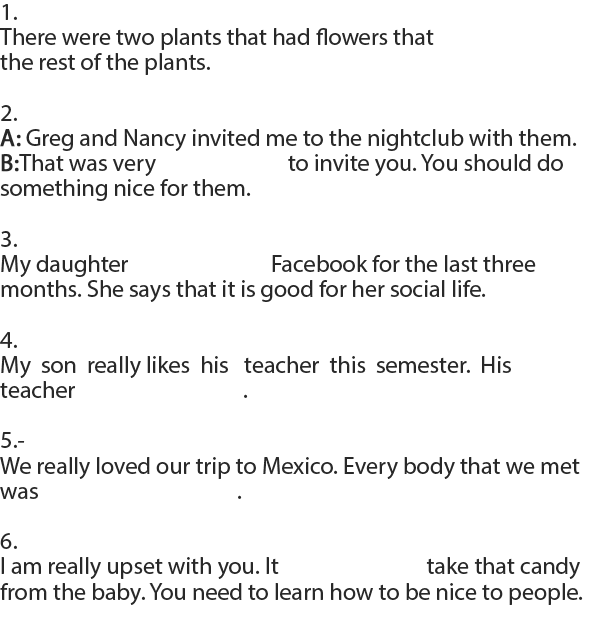 1.
There were two plants that had flowers that
the rest of the plants.
2.
A: Greg and Nancy invited me to the nightclub with them.
B:That was very to invite you. You should do
something nice for them.
3.
My daughter Facebook for the last three
months. She says that it is good for her social life.
4.
My son really likes his teacher this semester. His
teacher .
5.-
We really loved our trip to Mexico. Every body that we met
was .
6.
I am really upset with you. It take that candy
from the baby. You need to learn how to be nice to people.